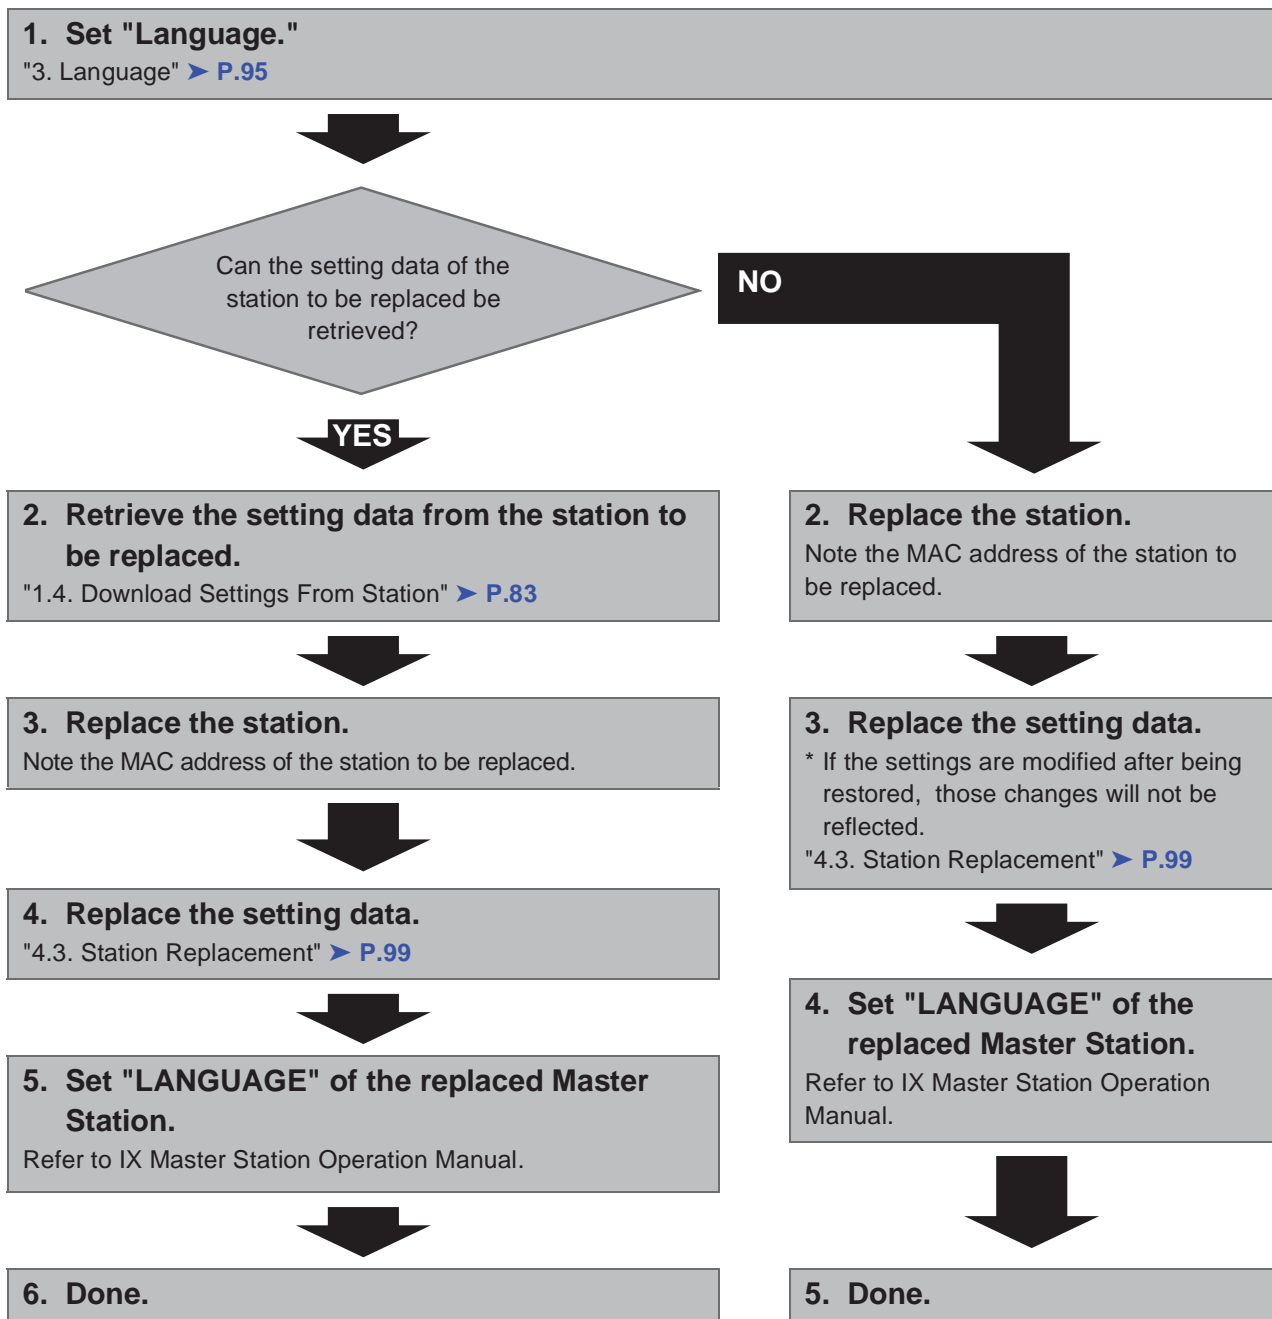 1. Set "Language."
"3. Language" ➤ P.95
Can the setting data of the
station to be replaced be
retrieved?
NO
YES
2. Retrieve the setting data from the station to
be replaced.
"1.4. Download Settings From Station" ➤ P.83
3. Replace the station.
Note the MAC address of the station to be replaced.
4. Replace the setting data.
"4.3. Station Replacement" ➤ P.99
5. Set "LANGUAGE" of the replaced Master
Station.
Refer to IX Master Station Operation Manual.
6. Done.
2. Replace the station.
Note the MAC address of the station to
be replaced.
3. Replace the setting data.
* If the settings are modified after being
restored, those changes will not be
reflected.
"4.3. Station Replacement" ➤ P.99
4. Set "LANGUAGE" of the
replaced Master Station.
Refer to IX Master Station Operation
Manual.
5. Done.